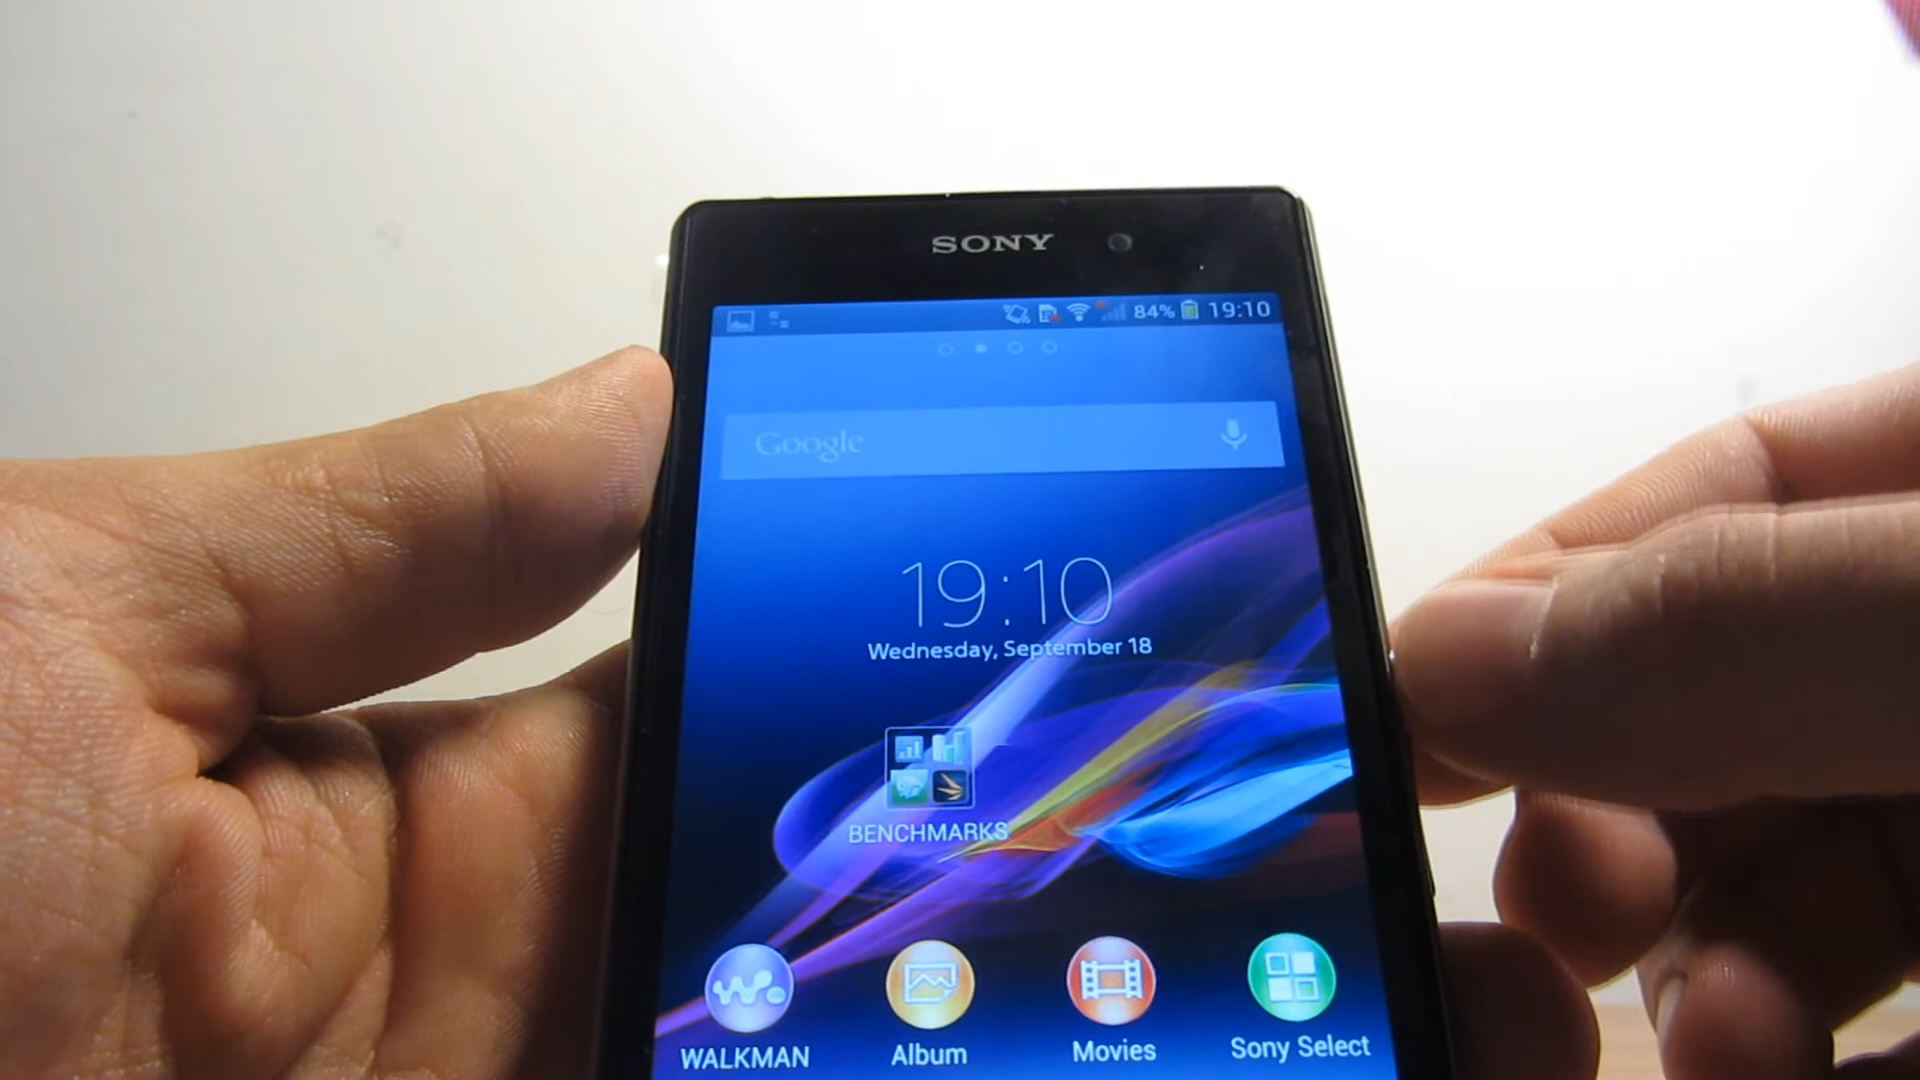 SONY
84% 19:10
Google
19:10
Wednesday, September 18
BENCHMARKS
WALKMAN Album Movies Sony Select